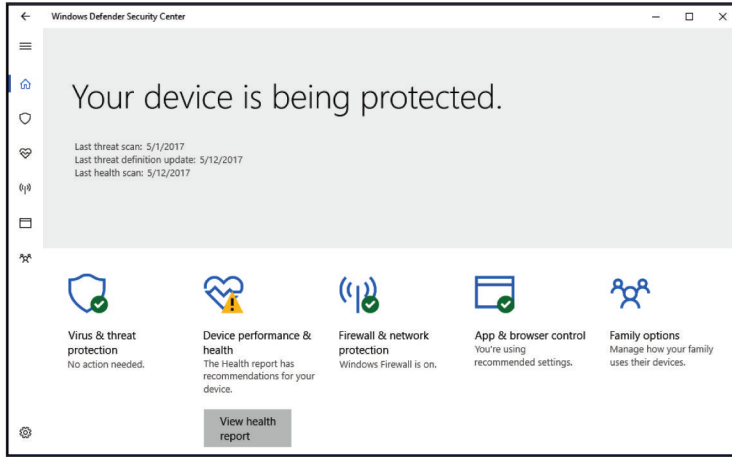 Windows Defender Security Center
Your device is being protected.
Last threat scan: 5/1/2017
Last threat definition update: 5/12/2017
Last health scan: 5/12/2017
Virus & threat
protection
No action needed.
Device performance &
health
The Health report has
recommendations for your
device.
View health
report
Firewall & network
protection
Windows Firewall is on.
App & browser control
You're using
recommended settings.
Family options
Manage how your family
uses their devices.